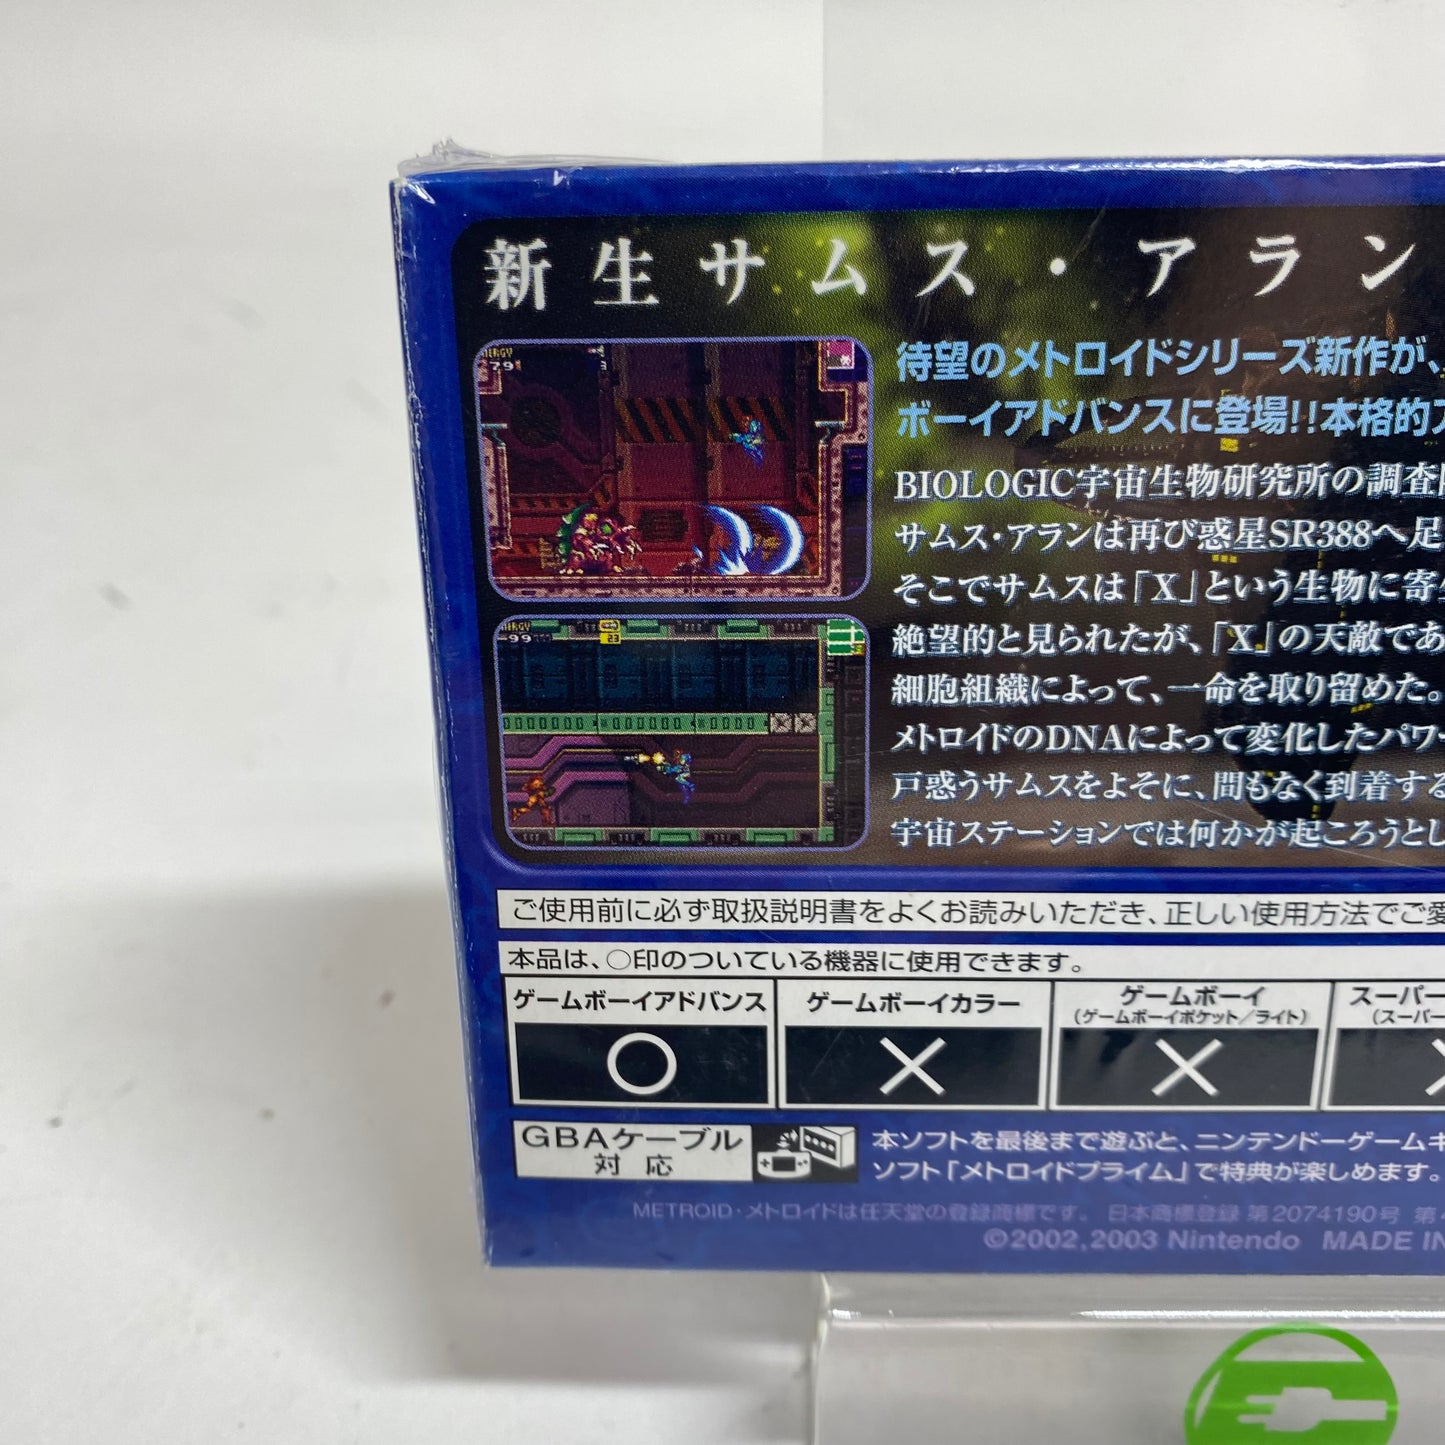 新生サムス・アラン
待望のメトロイドシリーズ新作が、
ボーイアドバンスに登場!!本格的ア
BIOLOGIC宇宙生物研究所の調査
サムス・アランは再び惑星SR388へ足
そこでサムスは「X」という生物に寄
絶望的と見られたが、「X」の天敵であ
細胞組織によって、一命を取り留めた。
メトロイドのDNAによって変化したパワー
戸惑うサムスをよそに、間もなく到着する
宇宙ステーションでは何かが起ころうとし
ご使用前に必ず取扱説明書をよくお読みいただき、正しい使用方法でご愛
本品は、○印のついている機器に使用できます。
ゲームボーイアドバンス ゲームボーイカラー ゲームボーイ スーパー
(ゲームボーイポケット/ライト) (スーパー
○ × × ×
GBAケーブル
対応
本ソフトを最後まで遊ぶと、ニンテンドーゲームキ
ソフト「メトロイドプライム」で特典が楽しめます。
METROID・メトロイドは任天堂の登録商標です。 日本商標登録 第2074190号 第
©2002,2003 Nintendo MADE IN